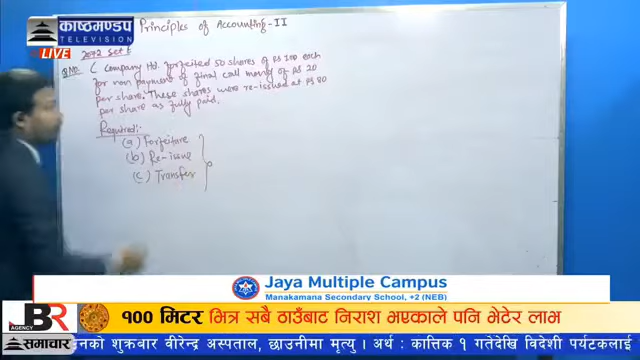 काष्ठमण्डप
TELEVISION
LIVE
Principles of Accounting-II
2072 Set
Q.No. C Company ltd. forfeited 50 shares of Rs 100 each
for non payment of final call money of Rs 20
per share. These shares were re-issued at Rs 80
per share as fully paid.
Required:-
(a) Forfeiture
(b) Re-issue
(c) Transfer
Jaya Multiple Campus
Manakamana Secondary School, +2 (NEB)
JBR
AGENCY
१०० मिटर भित्र सबै ठाउँबाट निराश भएकाले पनि भेटेर लाभ
समाचार
नको शुक्रबार बीरेन्द्र अस्पताल, छाउनीमा मृत्यु । अर्थ : कात्तिक १ गतेदेखि विदेशी पर्यटकलाई